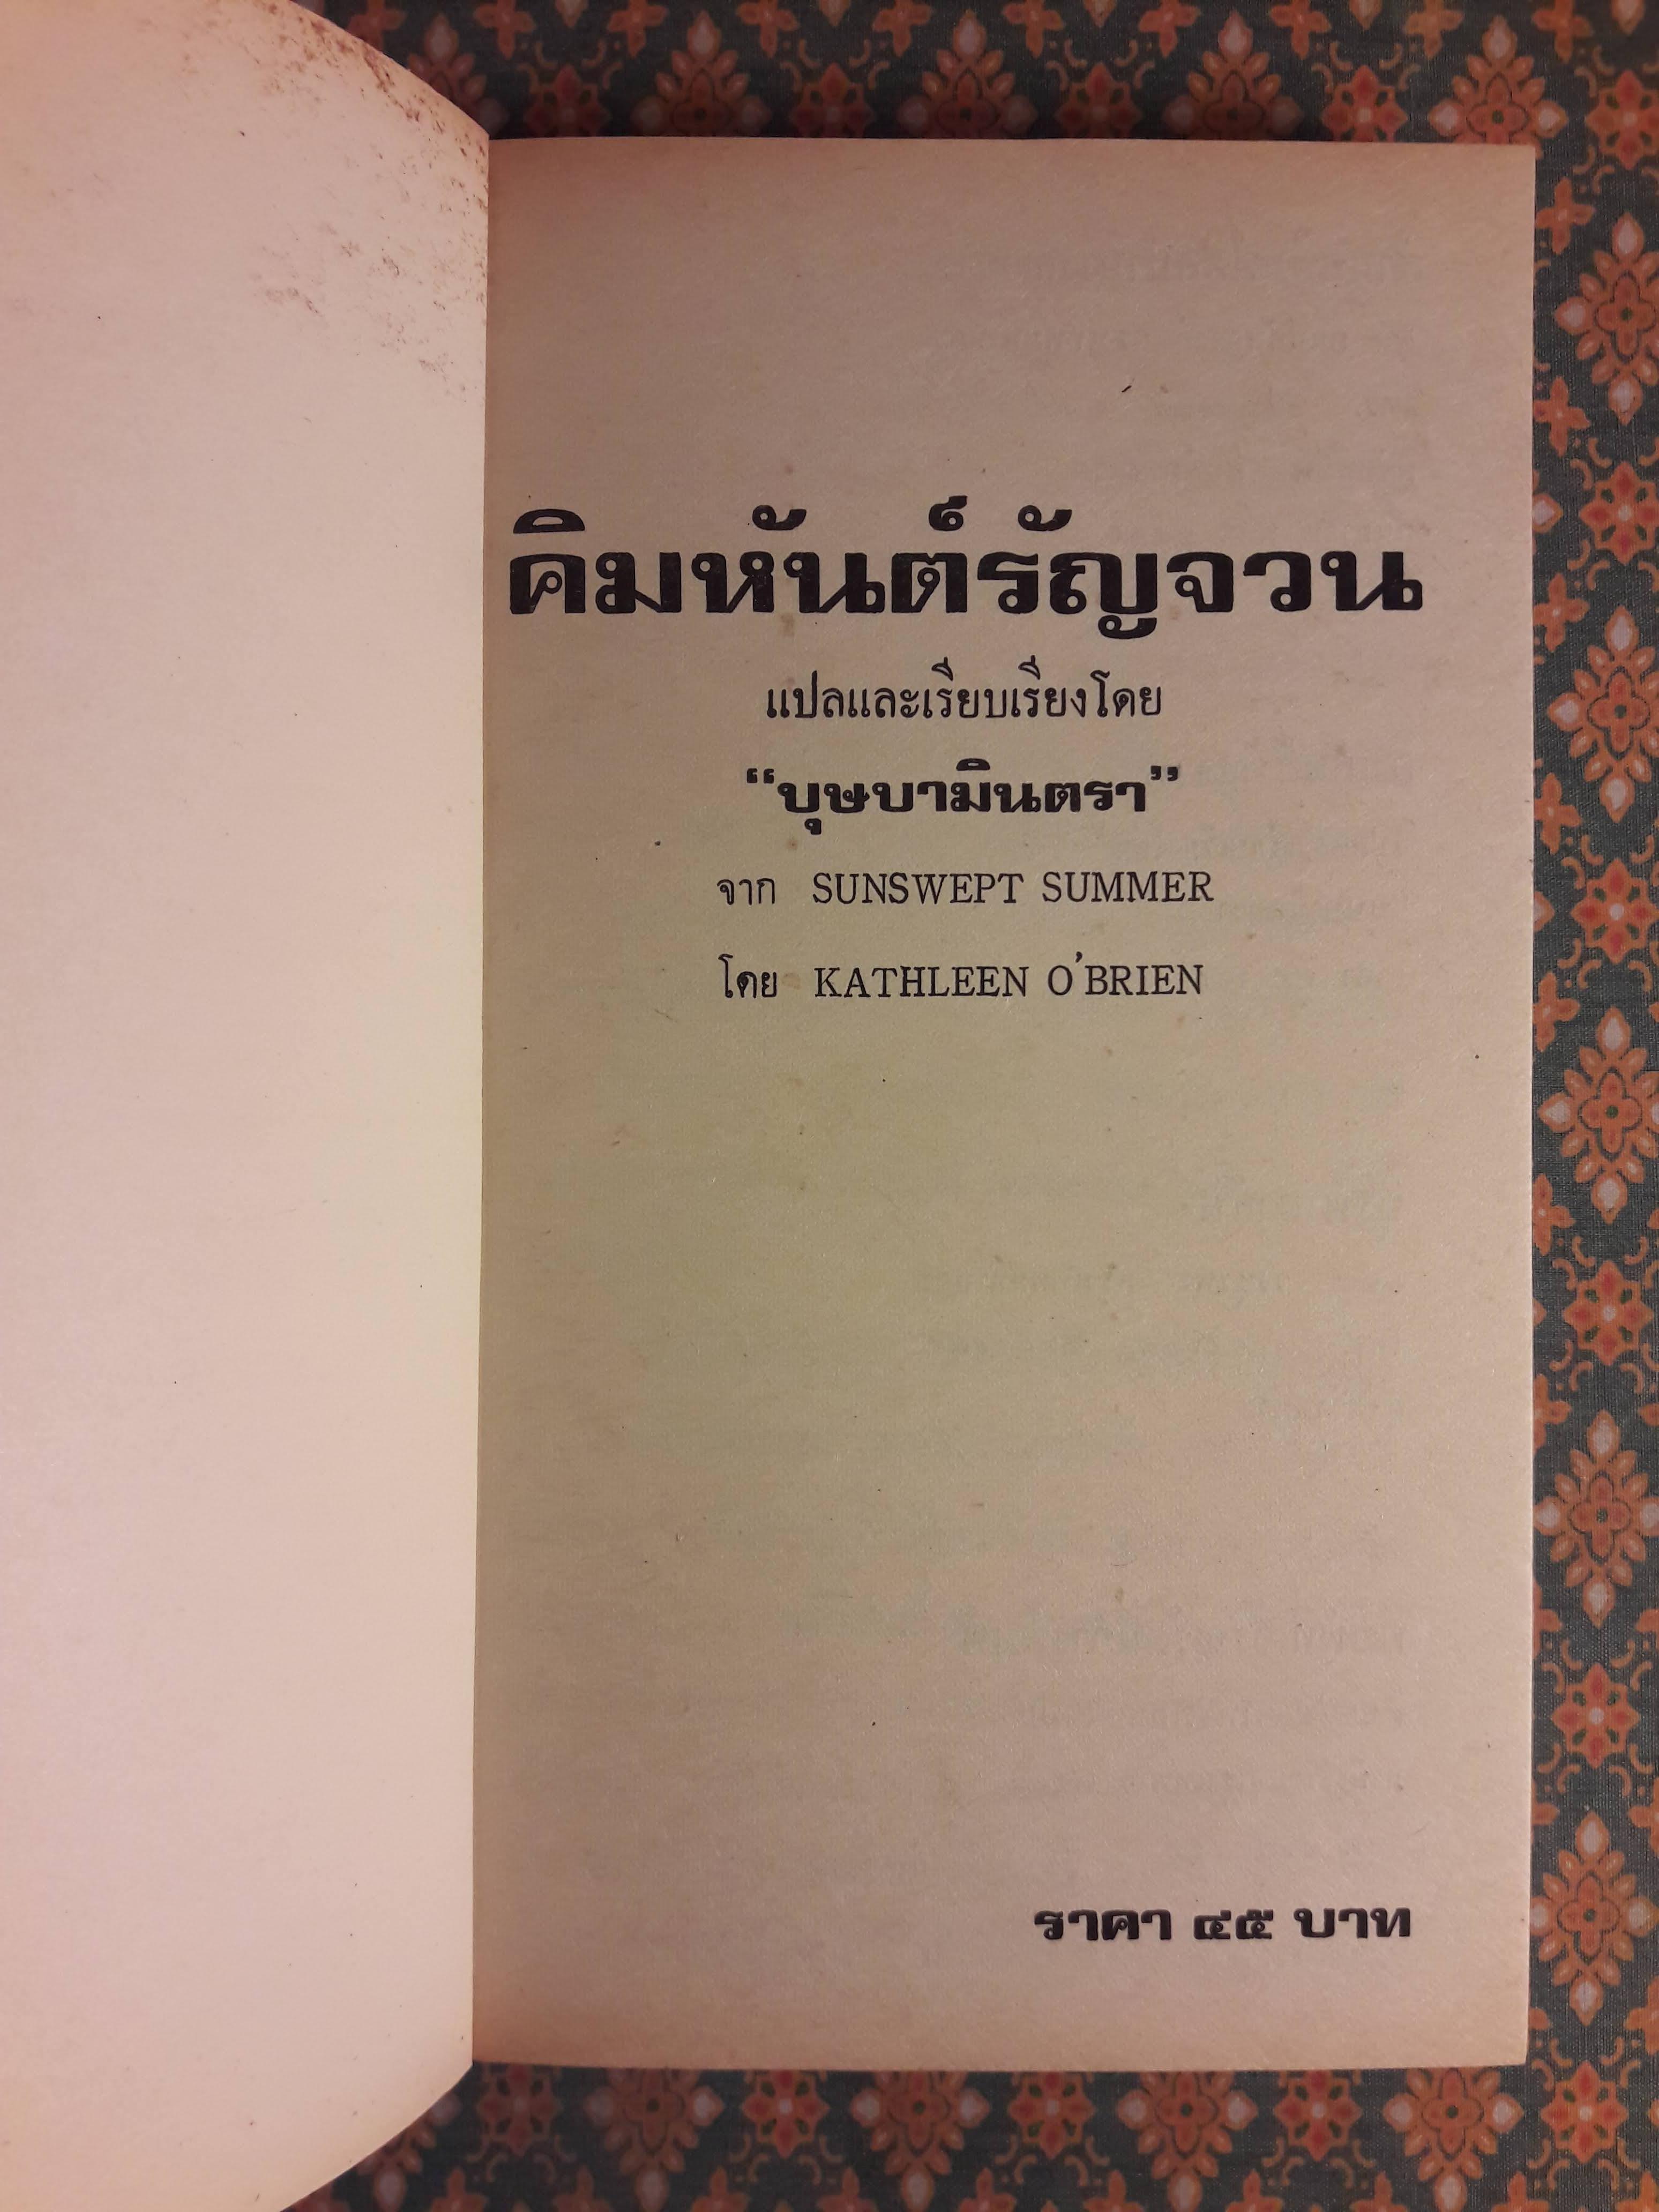 คิมหันต์รัญจวน
แปลและเรียบเรียงโดย
“บุษบามินตรา”
จาก SUNSWEPT SUMMER
โดย KATHLEEN O'BRIEN
ราคา ๔๕ บาท